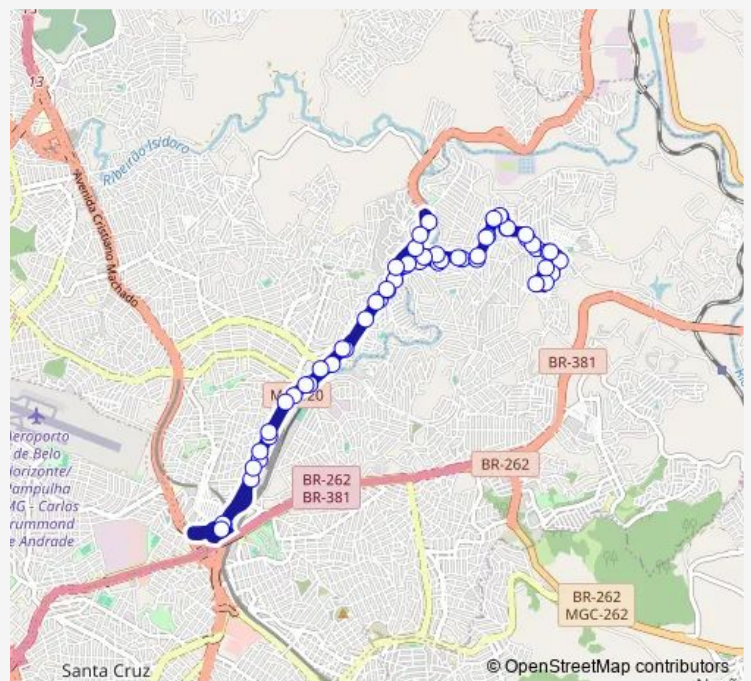 13
13
Ribeirão Isidoro
Avenida Cristiano Machado
BR-381
20
BR-262
BR-262
BR-381
Aeroporto
de Belo
Horizonte/
Pampulha
MG - Carlos
Drummond
de Andrade
BR-262
MGC-262
Santa Cruz
© OpenStreetMap contributors